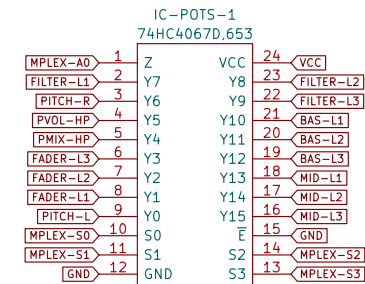 IC-POTS-1
74HC4067D,653
MPLEX-A0 1 Z VCC 24 VCC
FILTER-L1 2 Y7 Y8 23 FILTER-L2
PITCH-R 3 Y6 Y9 22 FILTER-L3
PVOL-HP 4 Y5 Y10 21 BAS-L1
PMIX-HP 5 Y4 Y11 20 BAS-L2
FADER-L3 6 Y3 Y12 19 BAS-L3
FADER-L2 7 Y2 Y13 18 MID-L1
FADER-L1 8 Y1 Y14 17 MID-L2
PITCH-L 9 Y0 Y15 16 MID-L3
MPLEX-S0 10 S0 E̅ 15 GND
MPLEX-S1 11 S1 S2 14 MPLEX-S2
GND 12 GND S3 13 MPLEX-S3